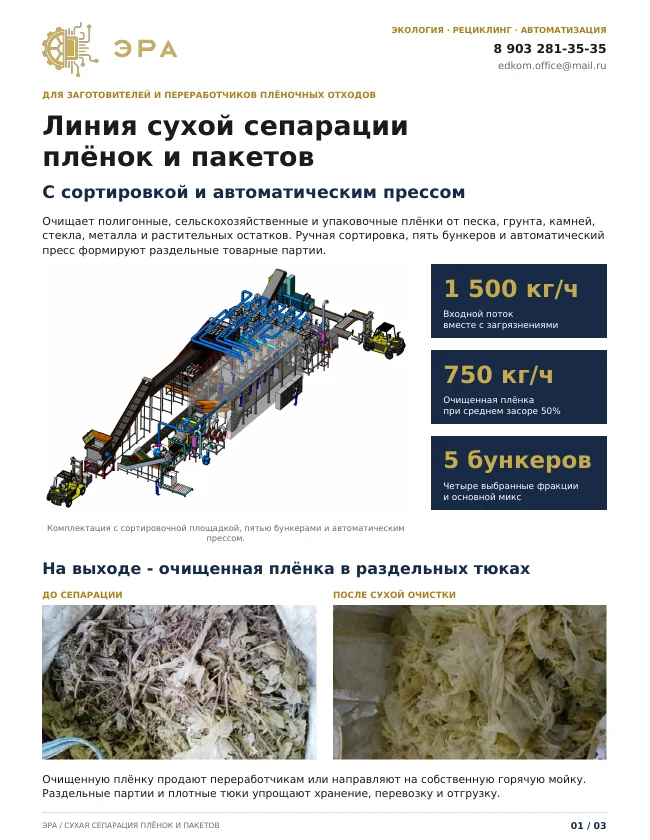 ЭРА
ЭКОЛОГИЯ · РЕЦИКЛИНГ · АВТОМАТИЗАЦИЯ
8 903 281-35-35
edkom.office@mail.ru
ДЛЯ ЗАГОТОВИТЕЛЕЙ И ПЕРЕРАБОТЧИКОВ ПЛЁНОЧНЫХ ОТХОДОВ
Линия сухой сепарации
плёнок и пакетов
С сортировкой и автоматическим прессом
Очищает полигонные, сельскохозяйственные и упаковочные плёнки от песка, грунта, камней,
стекла, металла и растительных остатков. Ручная сортировка, пять бункеров и автоматический
пресс формируют раздельные товарные партии.
1 500 кг/ч
Входной поток
вместе с загрязнениями
750 кг/ч
Очищенная плёнка
при среднем засоре 50%
5 бункеров
Четыре выбранные фракции
и основной микс
Комплектация с сортировочной площадкой, пятью бункерами и автоматическим
прессом.
На выходе - очищенная плёнка в раздельных тюках
ДО СЕПАРАЦИИ
ПОСЛЕ СУХОЙ ОЧИСТКИ
Очищенную плёнку продают переработчикам или направляют на собственную горячую мойку.
Раздельные партии и плотные тюки упрощают хранение, перевозку и отгрузку.
ЭРА / СУХАЯ СЕПАРАЦИЯ ПЛЁНОК И ПАКЕТОВ
01 / 03